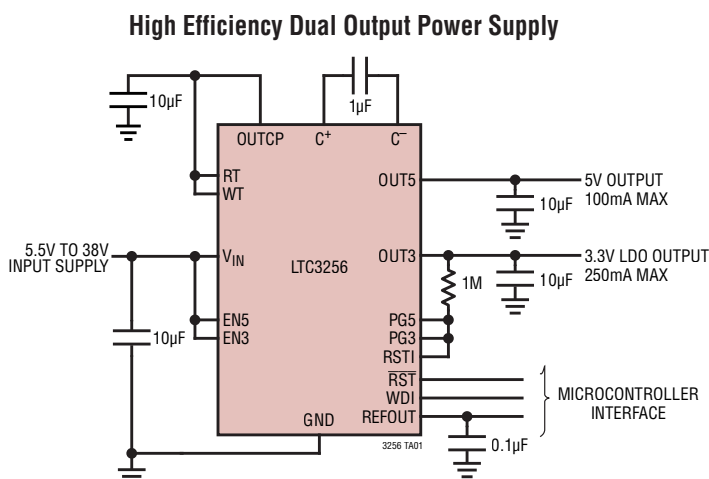 High Efficiency Dual Output Power Supply
10µF
1µF
OUTCP
C+
C–
RT
WT
OUT5
5V OUTPUT
100mA MAX
10µF
5.5V TO 38V
INPUT SUPPLY
VIN
LTC3256
OUT3
3.3V LDO OUTPUT
250mA MAX
1M
10µF
EN5
EN3
10µF
PG5
PG3
RSTI
RST
WDI
REFOUT
MICROCONTROLLER
INTERFACE
GND
3256 TA01
0.1µF